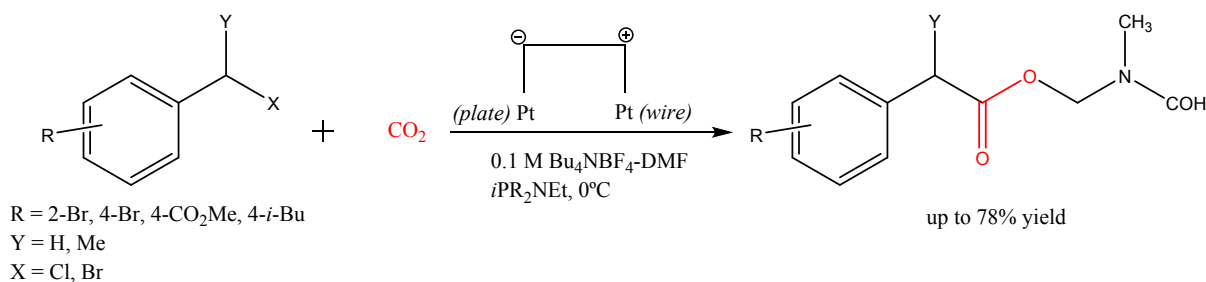 Y
X
R
+
CO2
⊖
⊕
(plate) Pt
Pt (wire)
0.1 M Bu4NBF4-DMF
iPR2NEt, 0ºC
Y
O
O
N
CH3
COH
R
up to 78% yield
R = 2-Br, 4-Br, 4-CO2Me, 4-i-Bu
Y = H, Me
X = Cl, Br